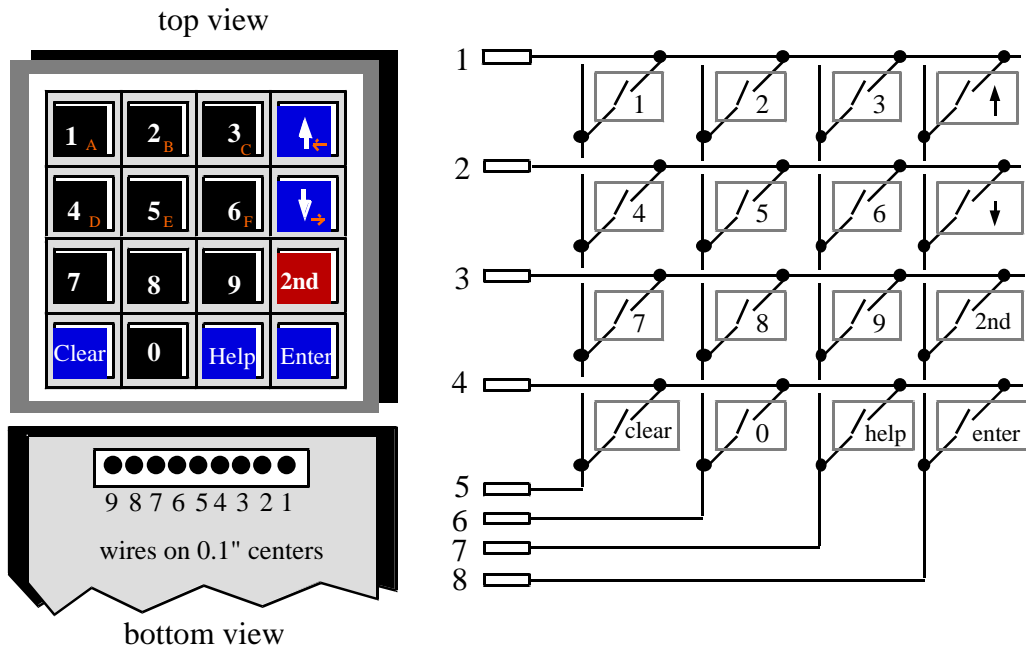 top view
1 A 2 B 3 C
4 D 5 E 6 F
7 8 9 2nd
Clear 0 Help Enter
9 8 7 6 5 4 3 2 1
wires on 0.1" centers
bottom view
1
1 2 3
2
4 5 6
3
7 8 9 2nd
4
clear 0 help enter
5
6
7
8